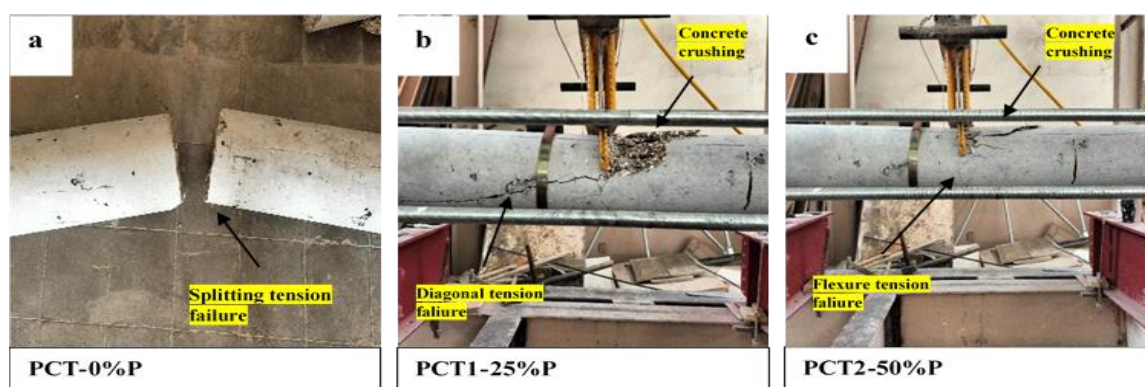 a
Splitting tension
failure
PCT-0%P
b
Concrete
crushing
Diagonal tension
faliure
PCT1-25%P
c
Concrete
crushing
Flexure tension
faliure
PCT2-50%P